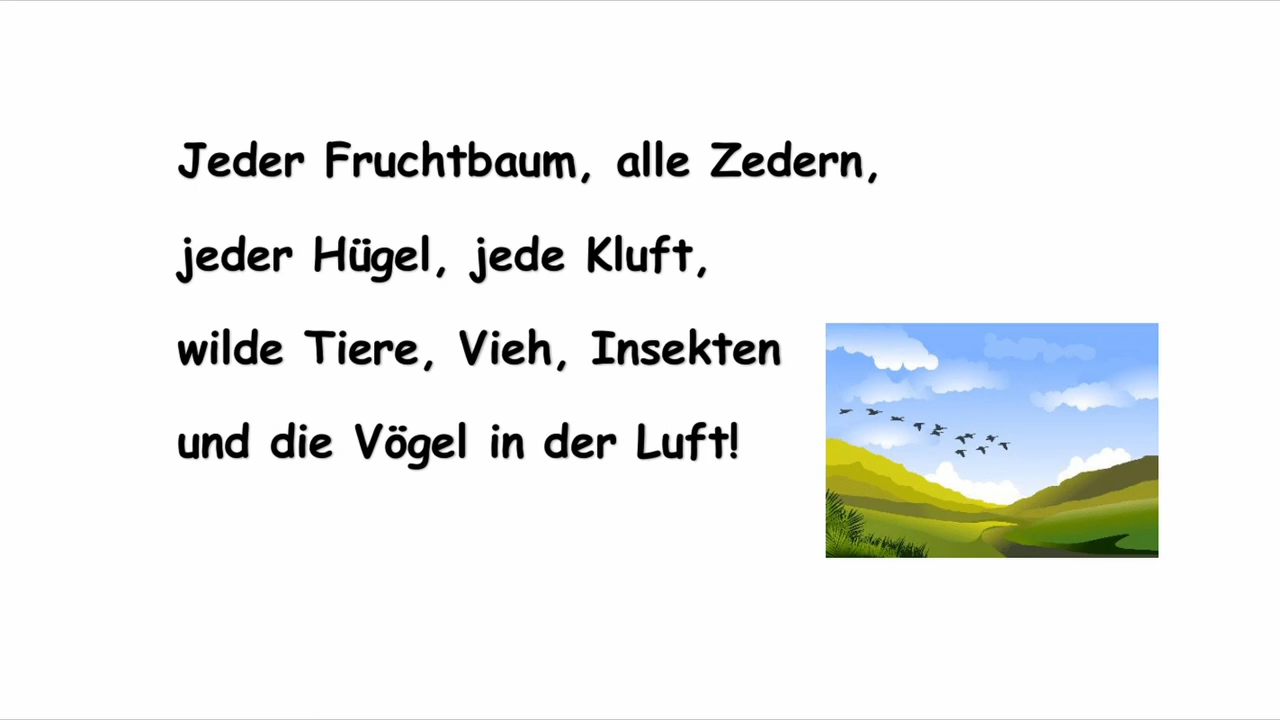 Jeder Fruchtbaum, alle Zedern,
jeder Hügel, jede Kluft,
wilde Tiere, Vieh, Insekten
und die Vögel in der Luft!